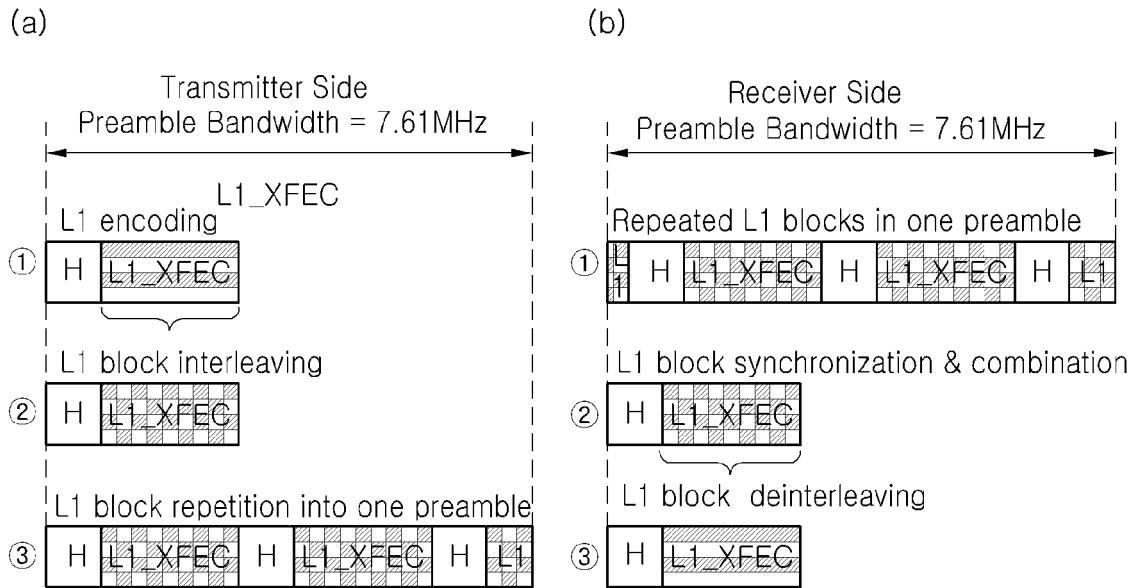 (a)
Transmitter Side
Preamble Bandwidth = 7.61MHz
L1_XFEC
L1 encoding
① H L1_XFEC
L1 block interleaving
② H L1_XFEC
L1 block repetition into one preamble
③ H L1_XFEC H L1_XFEC H L1
(b)
Receiver Side
Preamble Bandwidth = 7.61MHz
Repeated L1 blocks in one preamble
① L1 H L1_XFEC H L1_XFEC H L1
L1 block synchronization & combination
② H L1_XFEC
L1 block deinterleaving
③ H L1_XFEC